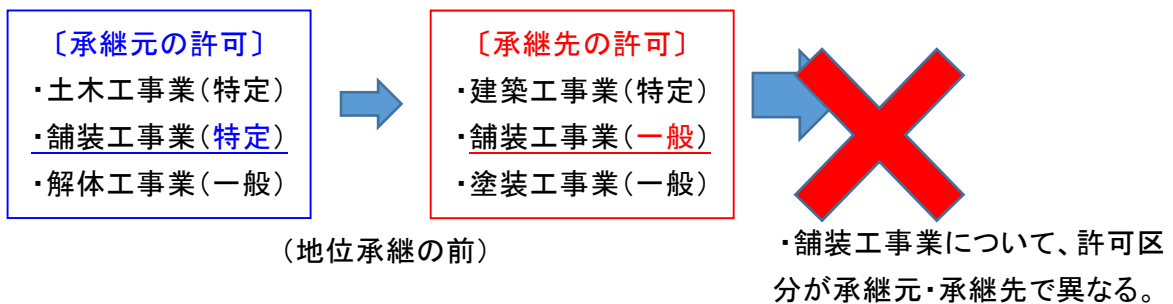 〔承継元の許可〕
・土木工事業(特定)
・舗装工事業(特定)
・解体工事業(一般)
〔承継先の許可〕
・建築工事業(特定)
・舗装工事業(一般)
・塗装工事業(一般)
(地位承継の前)
・舗装工事業について、許可区
分が承継元・承継先で異なる。